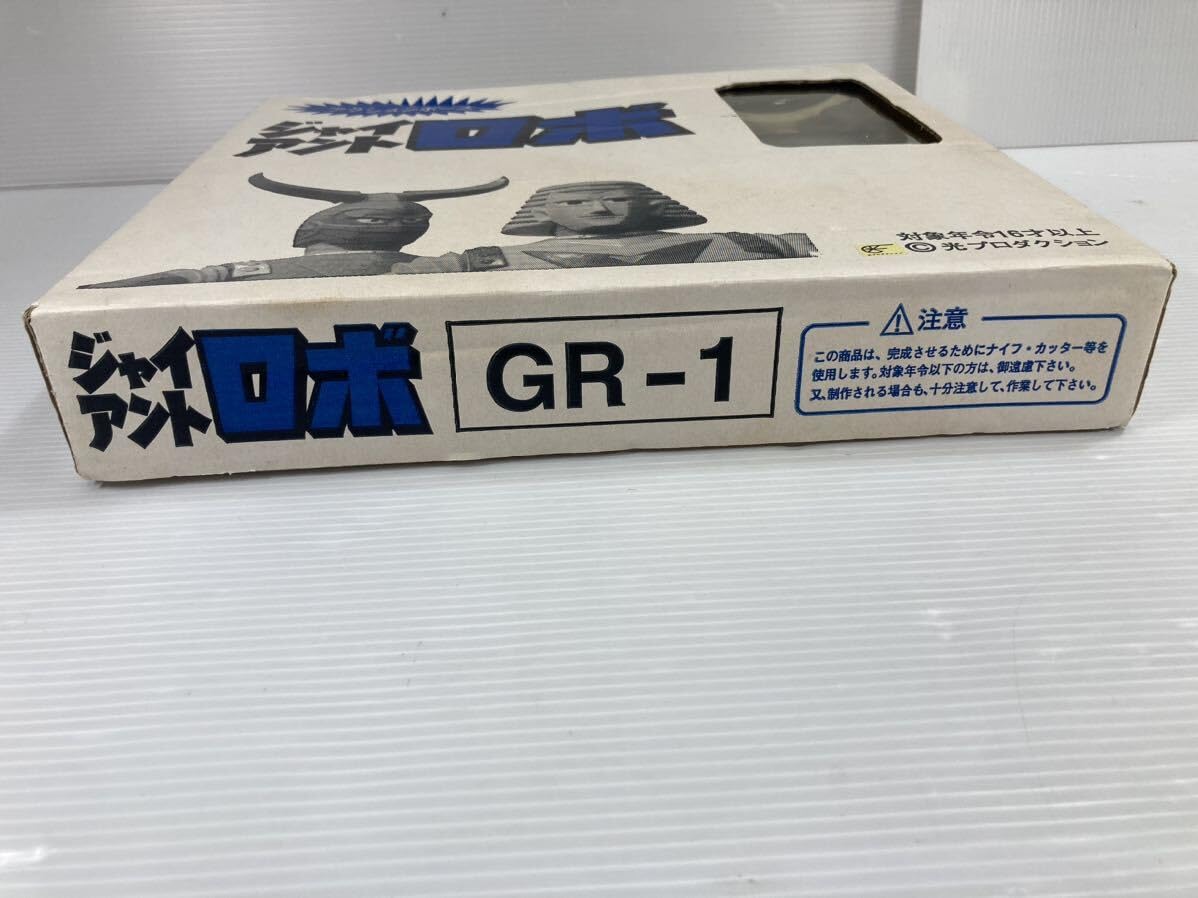 ジャイ
アント
ロボ
対象年令16才以上
©光プロダクション
ジャイ
アント
ロボ
GR-1
⚠注意
この商品は、完成させるためにナイフ・カッター等を
使用します。対象年令以下の方は、御遠慮下さい。
又、制作される場合も、十分注意して、作業して下さい。